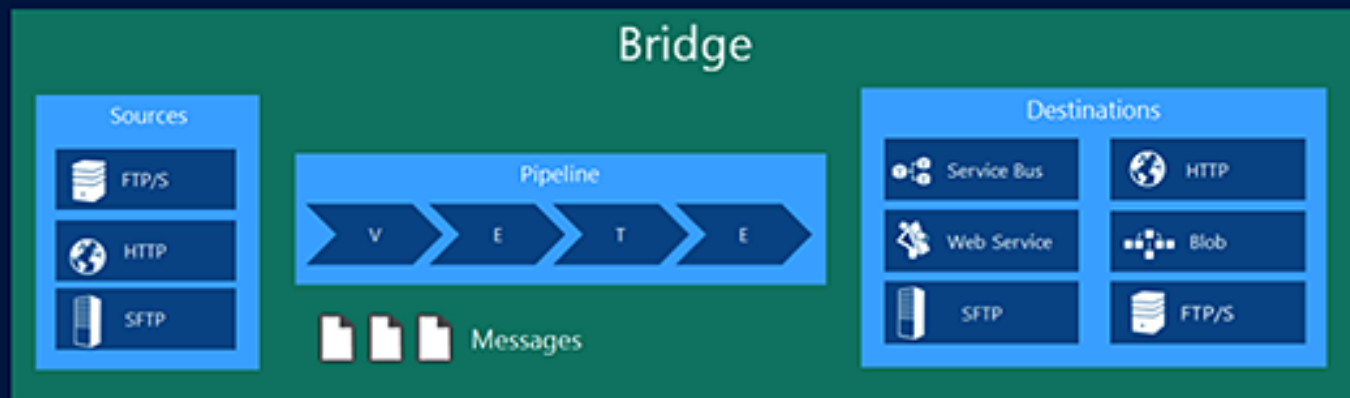 Bridge
Sources
FTP/S
HTTP
SFTP
Pipeline
V E T E
Messages
Destinations
Service Bus
HTTP
Web Service
Blob
SFTP
FTP/S